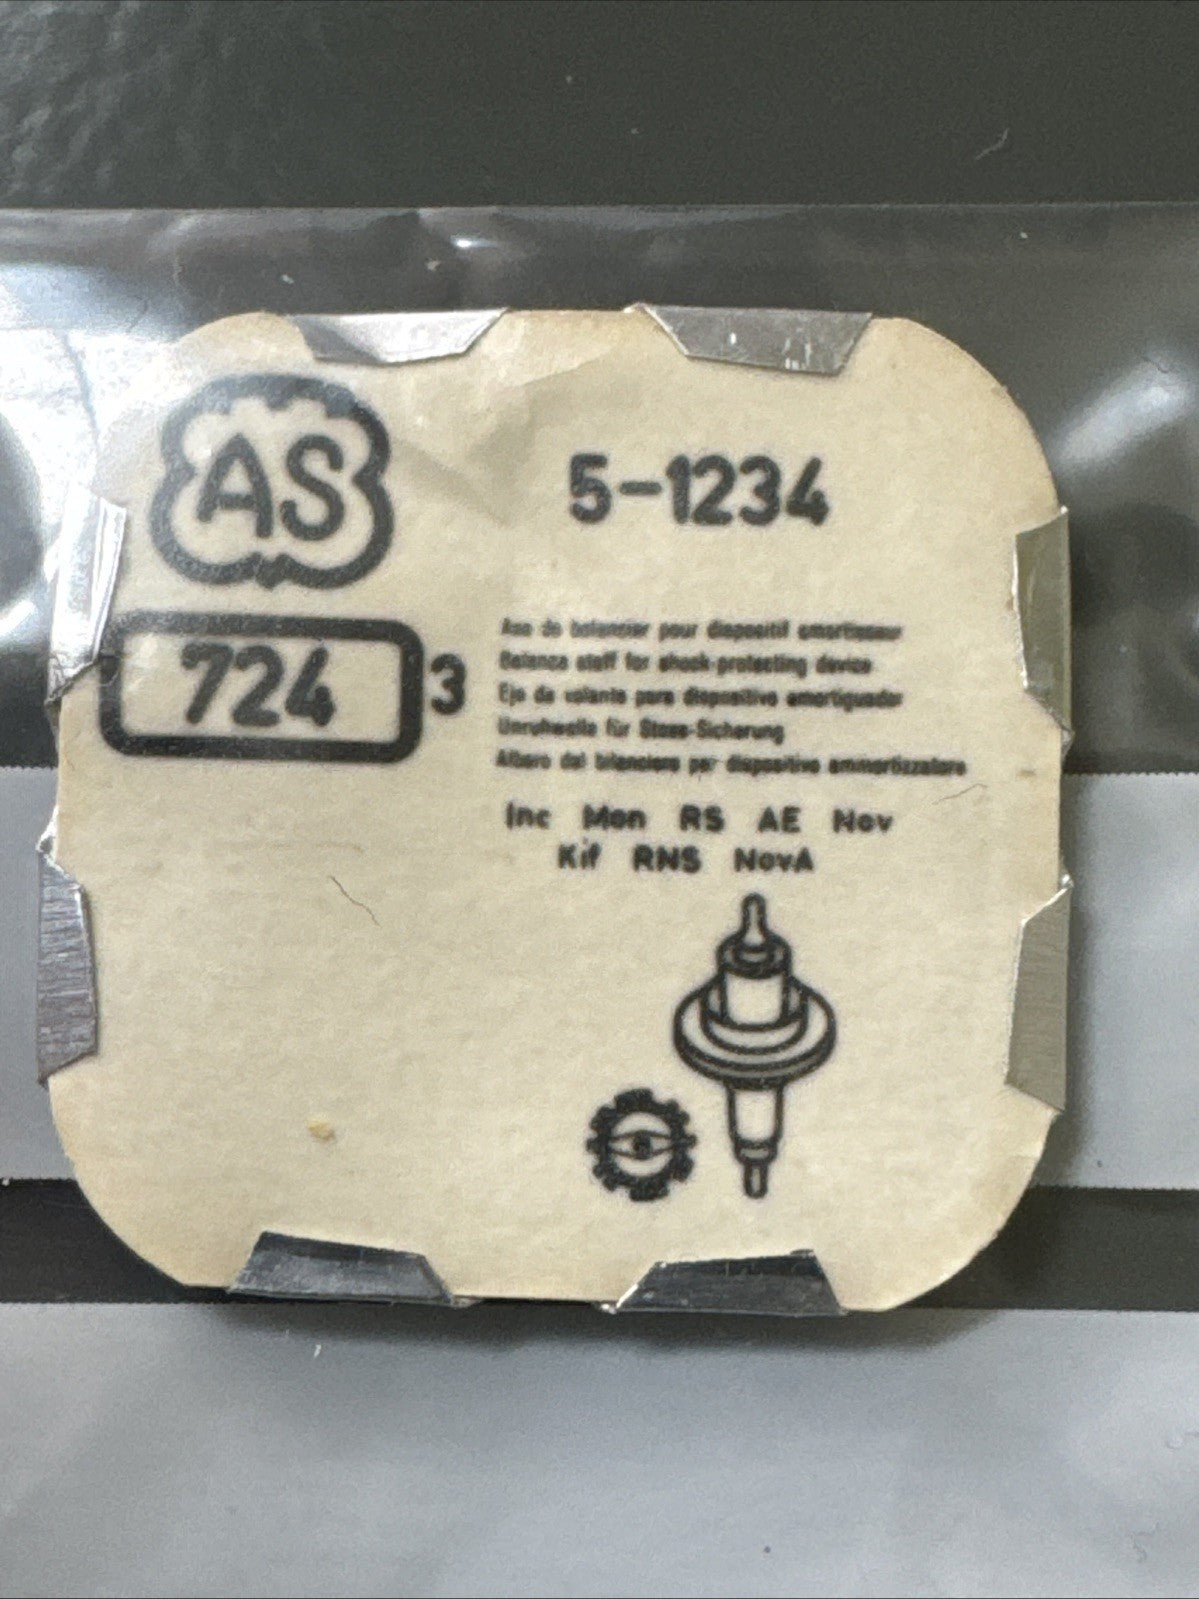 AS
5-1234
724 3
Axe de balancier pour dispositif amortisseur
Balance staff for shock-protecting device
Eje de volante para dispositivo amortiguador
Unruhwelle für Stoss-Sicherung
Albero del bilanciere per dispositivo ammortizzatore
Inc Mon RS AE Nov
Kif RNS NovA